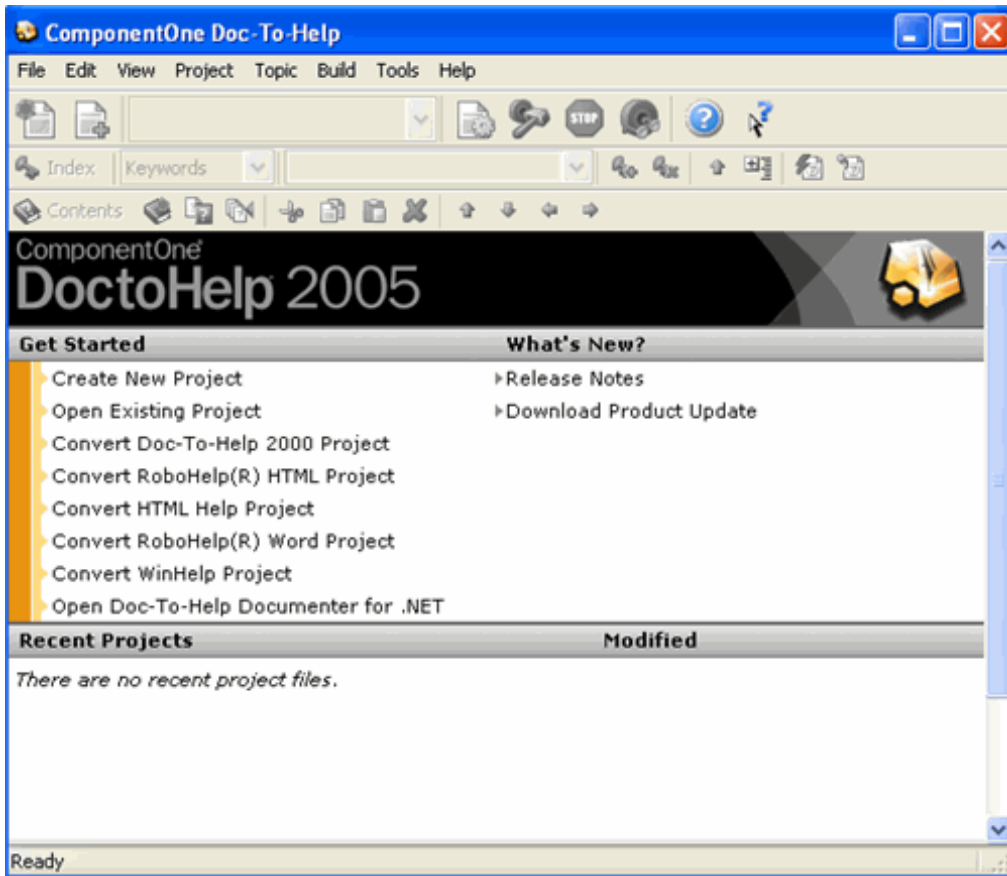 ComponentOne Doc-To-Help
File Edit View Project Topic Build Tools Help
STOP
Index Keywords
Contents
ComponentOne
DoctoHelp 2005
Get Started What's New?
Create New Project Release Notes
Open Existing Project Download Product Update
Convert Doc-To-Help 2000 Project
Convert RoboHelp(R) HTML Project
Convert HTML Help Project
Convert RoboHelp(R) Word Project
Convert WinHelp Project
Open Doc-To-Help Documenter for .NET
Recent Projects Modified
There are no recent project files.
Ready